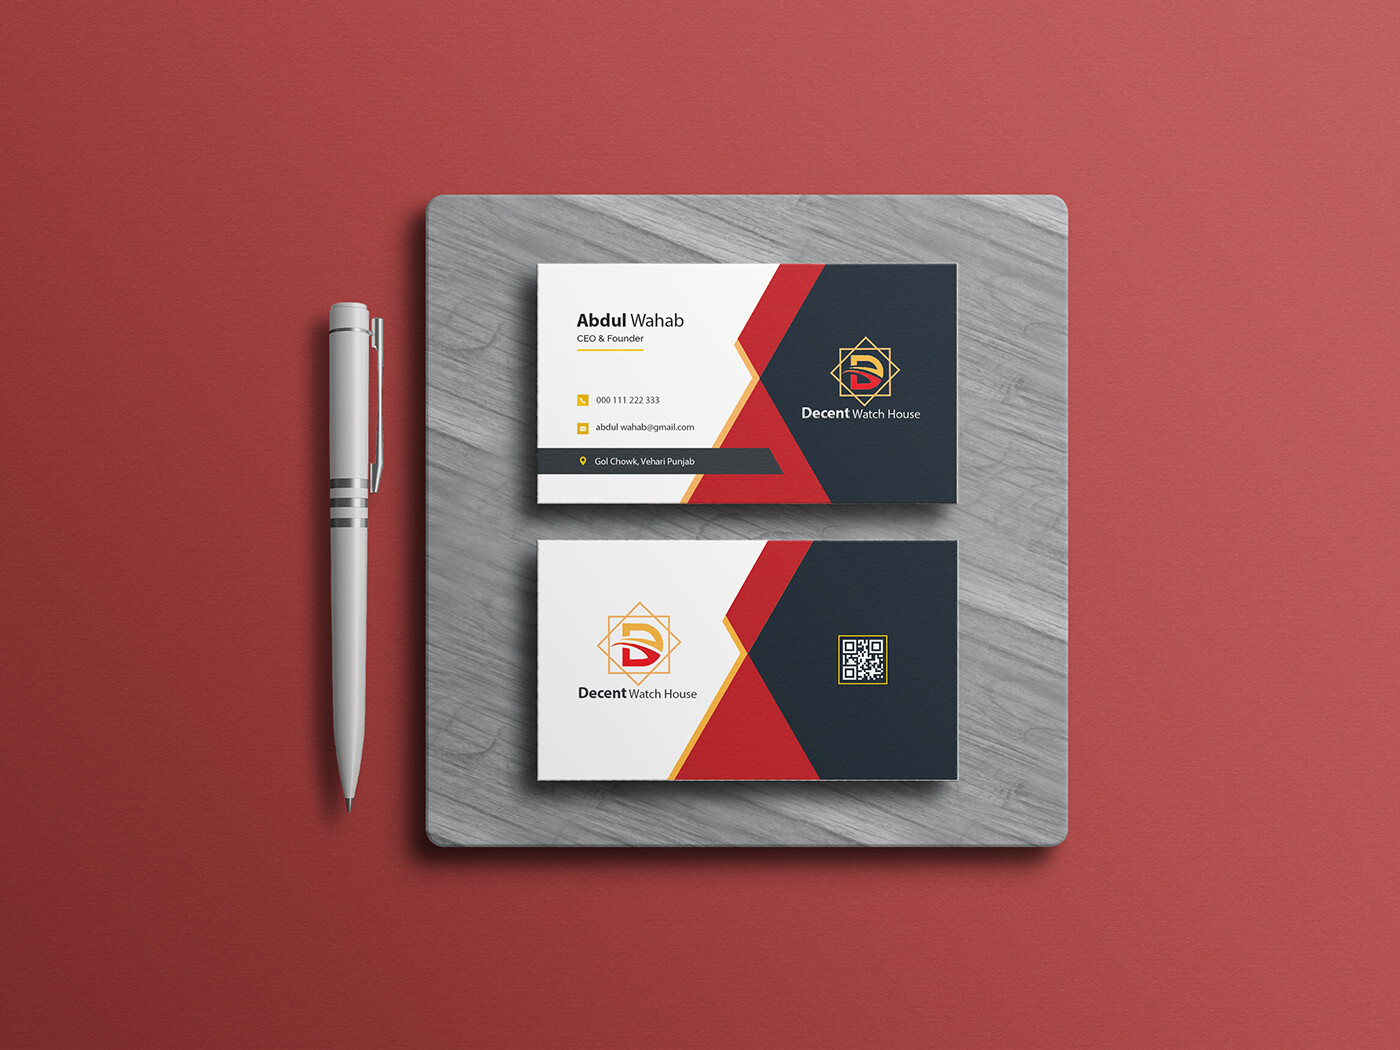 Abdul Wahab
CEO & Founder
000 111 222 333
abdul wahab@gmail.com
Gol Chowk, Vehari Punjab
Decent Watch House
Decent Watch House